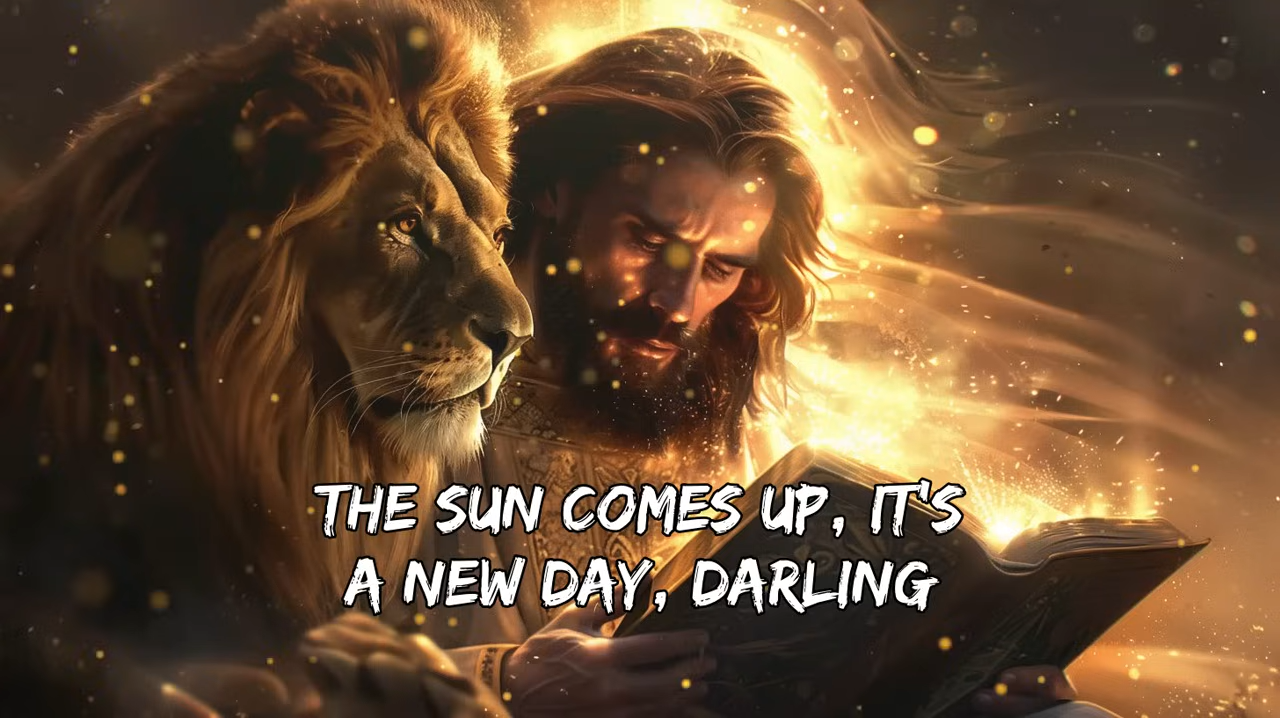 THE SUN COMES UP, IT'S
A NEW DAY, DARLING